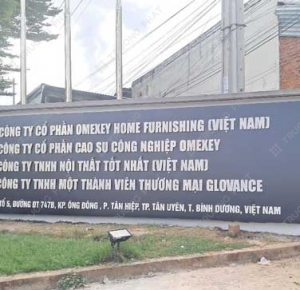 CÔNG TY CỔ PHẦN OMEXEY HOME FURNISHING (VIỆT NAM)
CÔNG TY CỔ PHẦN CAO SU CÔNG NGHIỆP OMEXEY
CÔNG TY TNHH NỘI THẤT TỐT NHẤT (VIỆT NAM)
CÔNG TY TNHH MỘT THÀNH VIÊN THƯƠNG MẠI GLOVANCE
TỔ 5, ĐƯỜNG ĐT 747B, KP. ÔNG ĐÔNG, P. TÂN HIỆP, TP. TÂN UYÊN, T. BÌNH DƯƠNG, VIỆT NAM